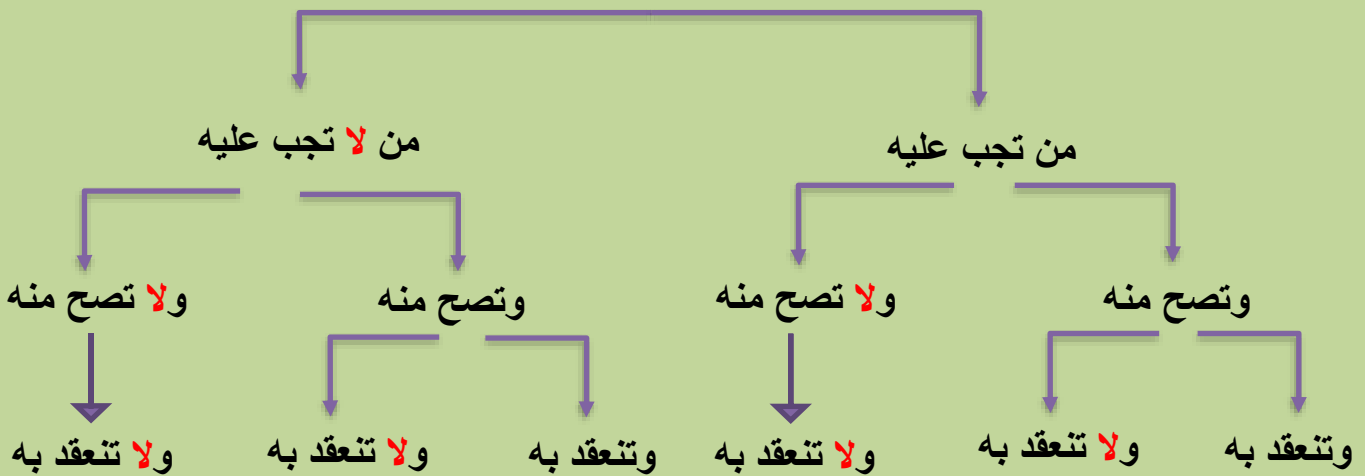 من تجب عليه
من لا تجب عليه
وتصح منه
ولا تصح منه
وتصح منه
ولا تصح منه
وتنعقد به
ولا تنعقد به
ولا تنعقد به
وتنعقد به
ولا تنعقد به
ولا تنعقد به